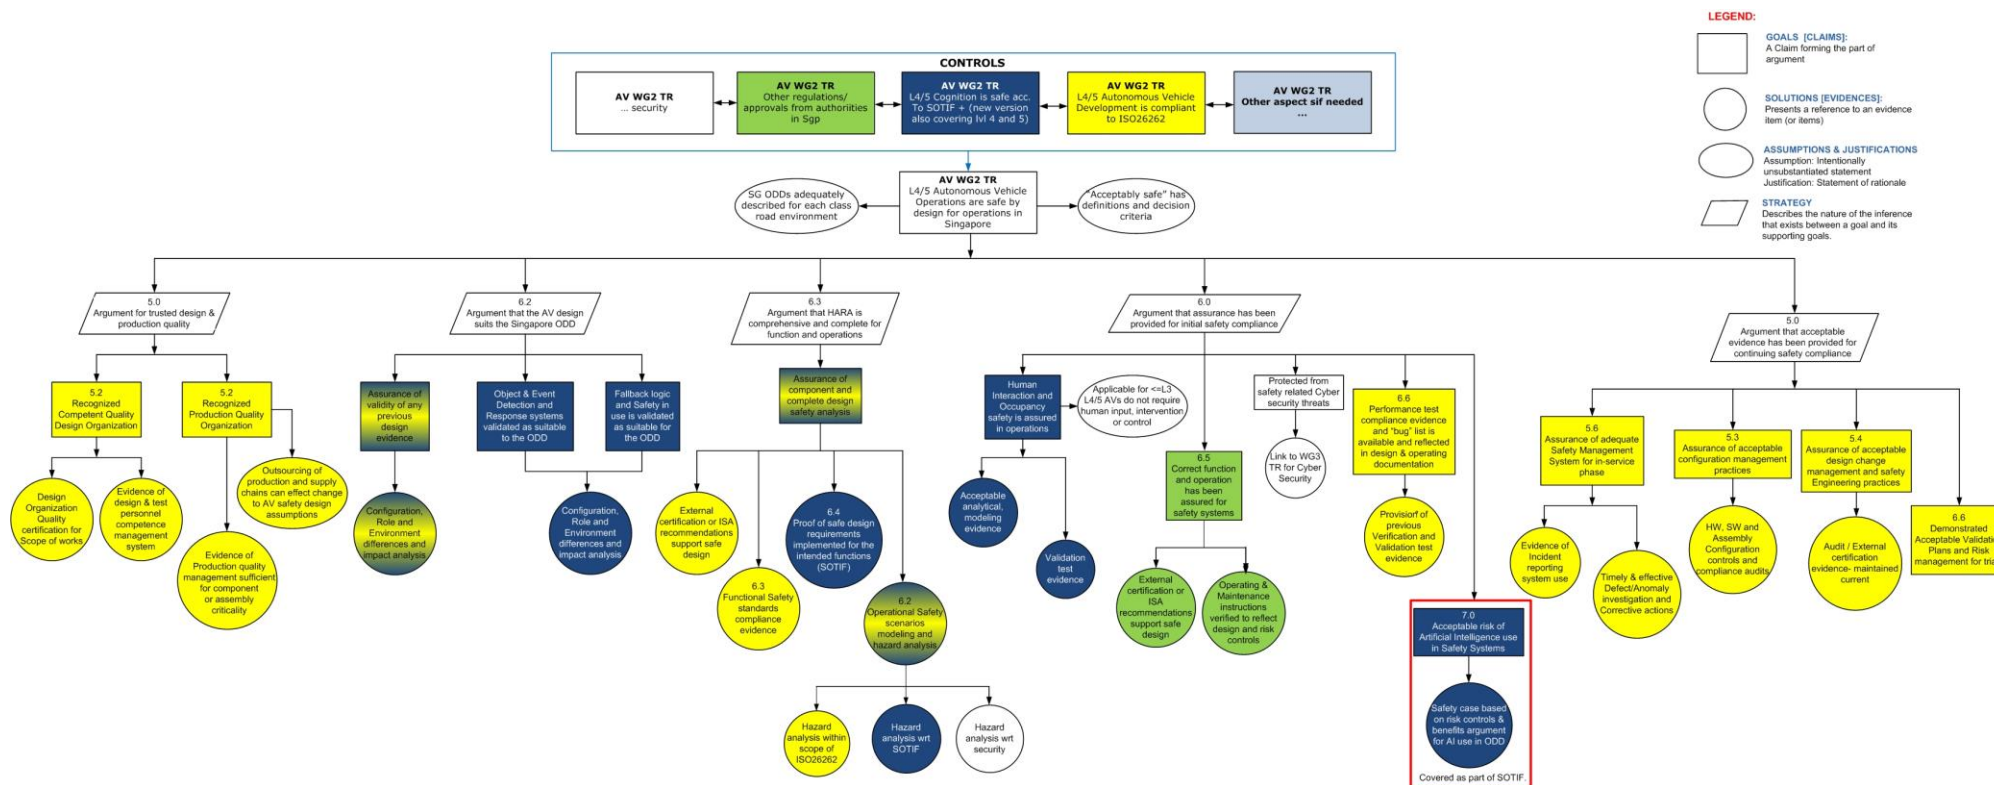 LEGEND:
GOALS [CLAIMS]:
A Claim forming the part of
argument
SOLUTIONS [EVIDENCES]:
Presents a reference to an evidence
item (or items)
ASSUMPTIONS & JUSTIFICATIONS
Assumption: Intentionally
unsubstantiated statement
Justification: Statement of rationale
STRATEGY
Describes the nature of the inference
that exists between a goal and its
supporting goals.
CONTROLS
AV WG2 TR
... security
AV WG2 TR
Other regulations/
approvals from authoriities
in Sgp
AV WG2 TR
L4/5 Cognition is safe acc.
To SOTIF + (new version
also covering lvl 4 and 5)
AV WG2 TR
L4/5 Autonomous Vehicle
Development is compliant
to ISO26262
AV WG2 TR
Other aspect sif needed
...
SG ODDs adequately
described for each class
road environment
AV WG2 TR
L4/5 Autonomous Vehicle
Operations are safe by
design for operations in
Singapore
"Acceptably safe" has
definitions and decision
criteria
5.0
Argument for trusted design &
production quality
6.2
Argument that the AV design
suits the Singapore ODD
6.3
Argument that HARA is
comprehensive and complete for
function and operations
6.0
Argument that assurance has been
provided for initial safety compliance
5.0
Argument that acceptable
evidence has been provided for
continuing safety compliance
5.2
Recognized
Competent Quality
Design Organization
5.2
Recognized
Production Quality
Organization
Design
Organization
Quality
certification for
Scope of works
Evidence of
design & test
personnel
competence
management
system
Outsourcing of
production and supply
chains can effect change
to AV safety design
assumptions
Evidence of
Production quality
management sufficient
for component
or assembly
criticality
Assurance of
validity of any
previous
design
evidence
Object & Event
Detection and
Response systems
validated as suitable
to the ODD
Fallback logic
and Safety in
use is validated
as suitable for
the ODD
Configuration,
Role and
Environment
differences and
impact analysis
Configuration,
Role and
Environment
differences and
impact analysis
Assurance of
component and
complete design
safety analysis
External
certification or ISA
recommendations
support safe
design
6.3
Functional Safety
standards
compliance
evidence
6.4
Proof of safe design
requirements
implemented for the
intended functions
(SOTIF)
6.2
Operational Safety
scenarios
modeling and
hazard analysis
Hazard
analysis within
scope of
ISO26262
Hazard
analysis wrt
SOTIF
Hazard
analysis wrt
security
Human
Interaction and
Occupancy
safety is assured
in operations
Applicable for <=L3
L4/5 AVs do not require
human input, intervention
or control
Acceptable
analytical,
modeling
evidence
Validation
test
evidence
6.5
Correct function
and operation
has been
assured for
safety systems
External
certification or
ISA
recommendations
support safe
design
Operating &
Maintenance
instructions
verified to reflect
design and risk
controls
Protected from
safety related Cyber
security threats
Link to WG3
TR for Cyber
Security
6.6
Performance test
compliance evidence
and "bug" list is
available and reflected
in design & operating
documentation
Provision of
previous
Verification and
Validation test
evidence
7.0
Acceptable risk of
Artificial Intelligence use
in Safety Systems
Safety case based
on risk controls &
benefits argument
for AI use in ODD
Covered as part of SOTIF.
5.6
Assurance of adequate
Safety Management
System for in-service
phase
Evidence of
Incident
reporting
system use
Timely & effective
Defect/Anomaly
investigation and
Corrective actions
5.3
Assurance of acceptable
configuration management
practices
HW, SW and
Assembly
Configuration
controls and
compliance audits
5.4
Assurance of acceptable
design change
management and safety
Engineering practices
Audit / External
certification
evidence- maintained
current
6.6
Demonstrated
Acceptable Validation
Plans and Risk
management for trial